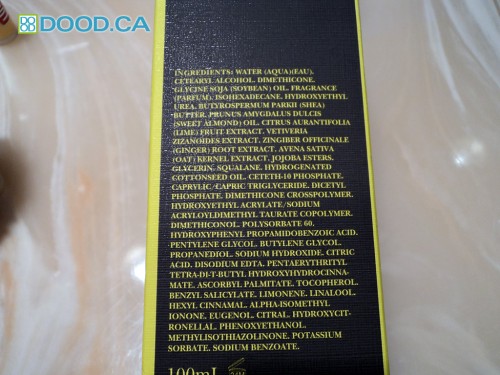 DOOD.CA
INGREDIENTS: WATER (AQUA)(EAU).
CETEARYL ALCOHOL. DIMETHICONE.
GLYCINE SOJA (SOYBEAN) OIL. FRAGRANCE
(PARFUM). ISOHEXADECANE. HYDROXYETHYL
UREA. BUTYROSPERMUM PARKII (SHEA)
BUTTER. PRUNUS AMYGDALUS DULCIS
(SWEET ALMOND) OIL. CITRUS AURANTIFOLIA
(LIME) FRUIT EXTRACT. VETIVERIA
ZIZANOIDES EXTRACT. ZINGIBER OFFICINALE
(GINGER) ROOT EXTRACT. AVENA SATIVA
(OAT) KERNEL EXTRACT. JOJOBA ESTERS.
GLYCERIN. SQUALANE. HYDROGENATED
COTTONSEED OIL. CETETH-10 PHOSPHATE.
CAPRYLIC/CAPRIC TRIGLYCERIDE. DICETYL
PHOSPHATE. DIMETHICONE CROSSPOLYMER.
HYDROXYETHYL ACRYLATE/SODIUM
ACRYLOYLDIMETHYL TAURATE COPOLYMER.
DIMETHICONOL. POLYSORBATE 60.
HYDROXYPHENYL PROPAMIDOBENZOIC ACID.
PENTYLENE GLYCOL. BUTYLENE GLYCOL.
PROPANEDIOL. SODIUM HYDROXIDE. CITRIC
ACID. DISODIUM EDTA. PENTAERYTHRITYL
TETRA-DI-T-BUTYL HYDROXYHYDROCINNA-
MATE. ASCORBYL PALMITATE. TOCOPHEROL.
BENZYL SALICYLATE. LIMONENE. LINALOOL.
HEXYL CINNAMAL. ALPHA-ISOMETHYL
IONONE. EUGENOL. CITRAL. HYDROXYCIT-
RONELLAL. PHENOXYETHANOL.
METHYLISOTHIAZOLINONE. POTASSIUM
SORBATE. SODIUM BENZOATE.
100mL 24M